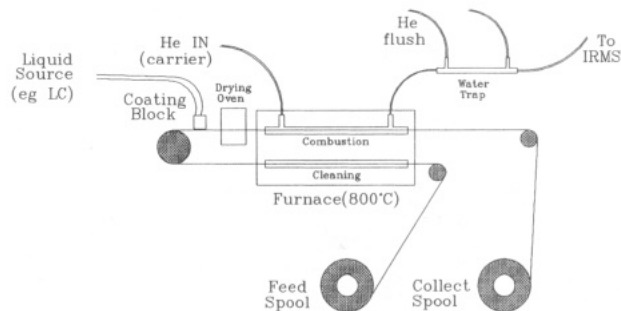 He
flush
To
IRMS
He IN
(carrier)
Liquid
Source
(eg LC)
Water
Trap
Drying
Oven
Coating
Block
Combustion
Cleaning
Furnace(800°C)
Feed
Spool
Collect
Spool